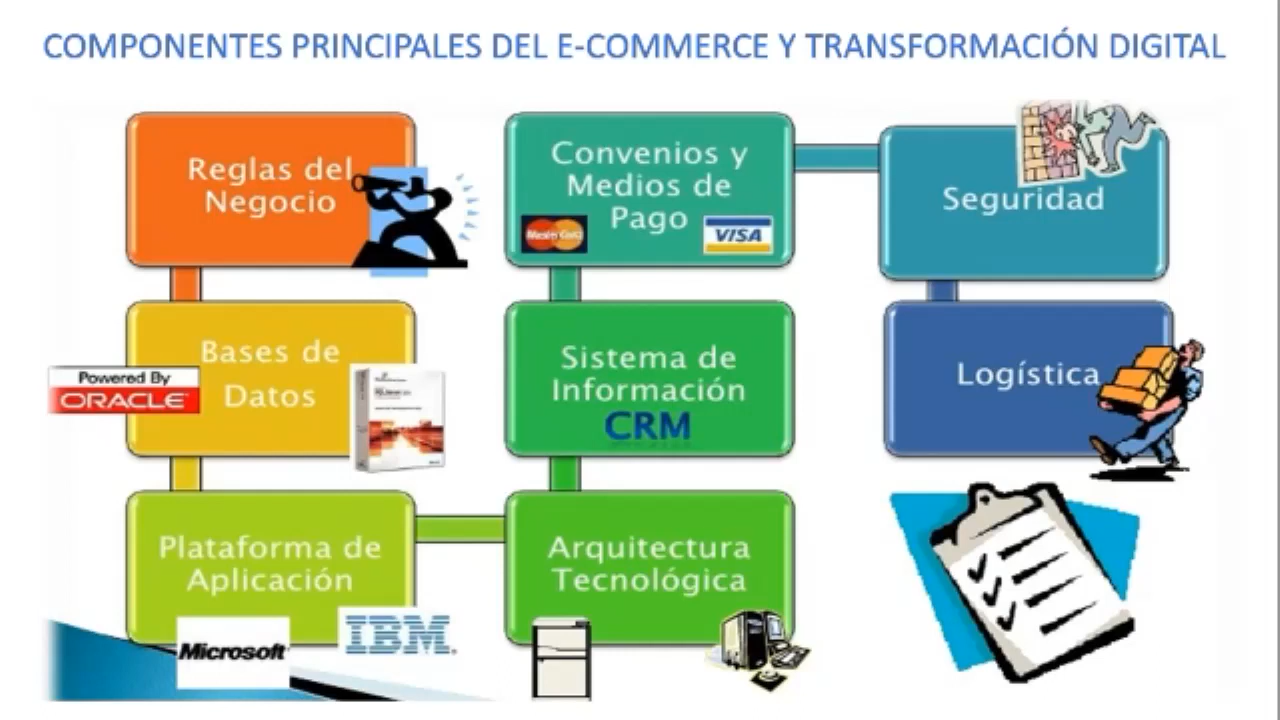 COMPONENTES PRINCIPALES DEL E-COMMERCE Y TRANSFORMACIÓN DIGITAL
Reglas del
Negocio
Bases de
Datos
Powered By
ORACLE
Plataforma de
Aplicación
Microsoft
IBM
Arquitectura
Tecnológica
Sistema de
Información
CRM
Convenios y
Medios de
Pago
MasterCard
VISA
Seguridad
Logística